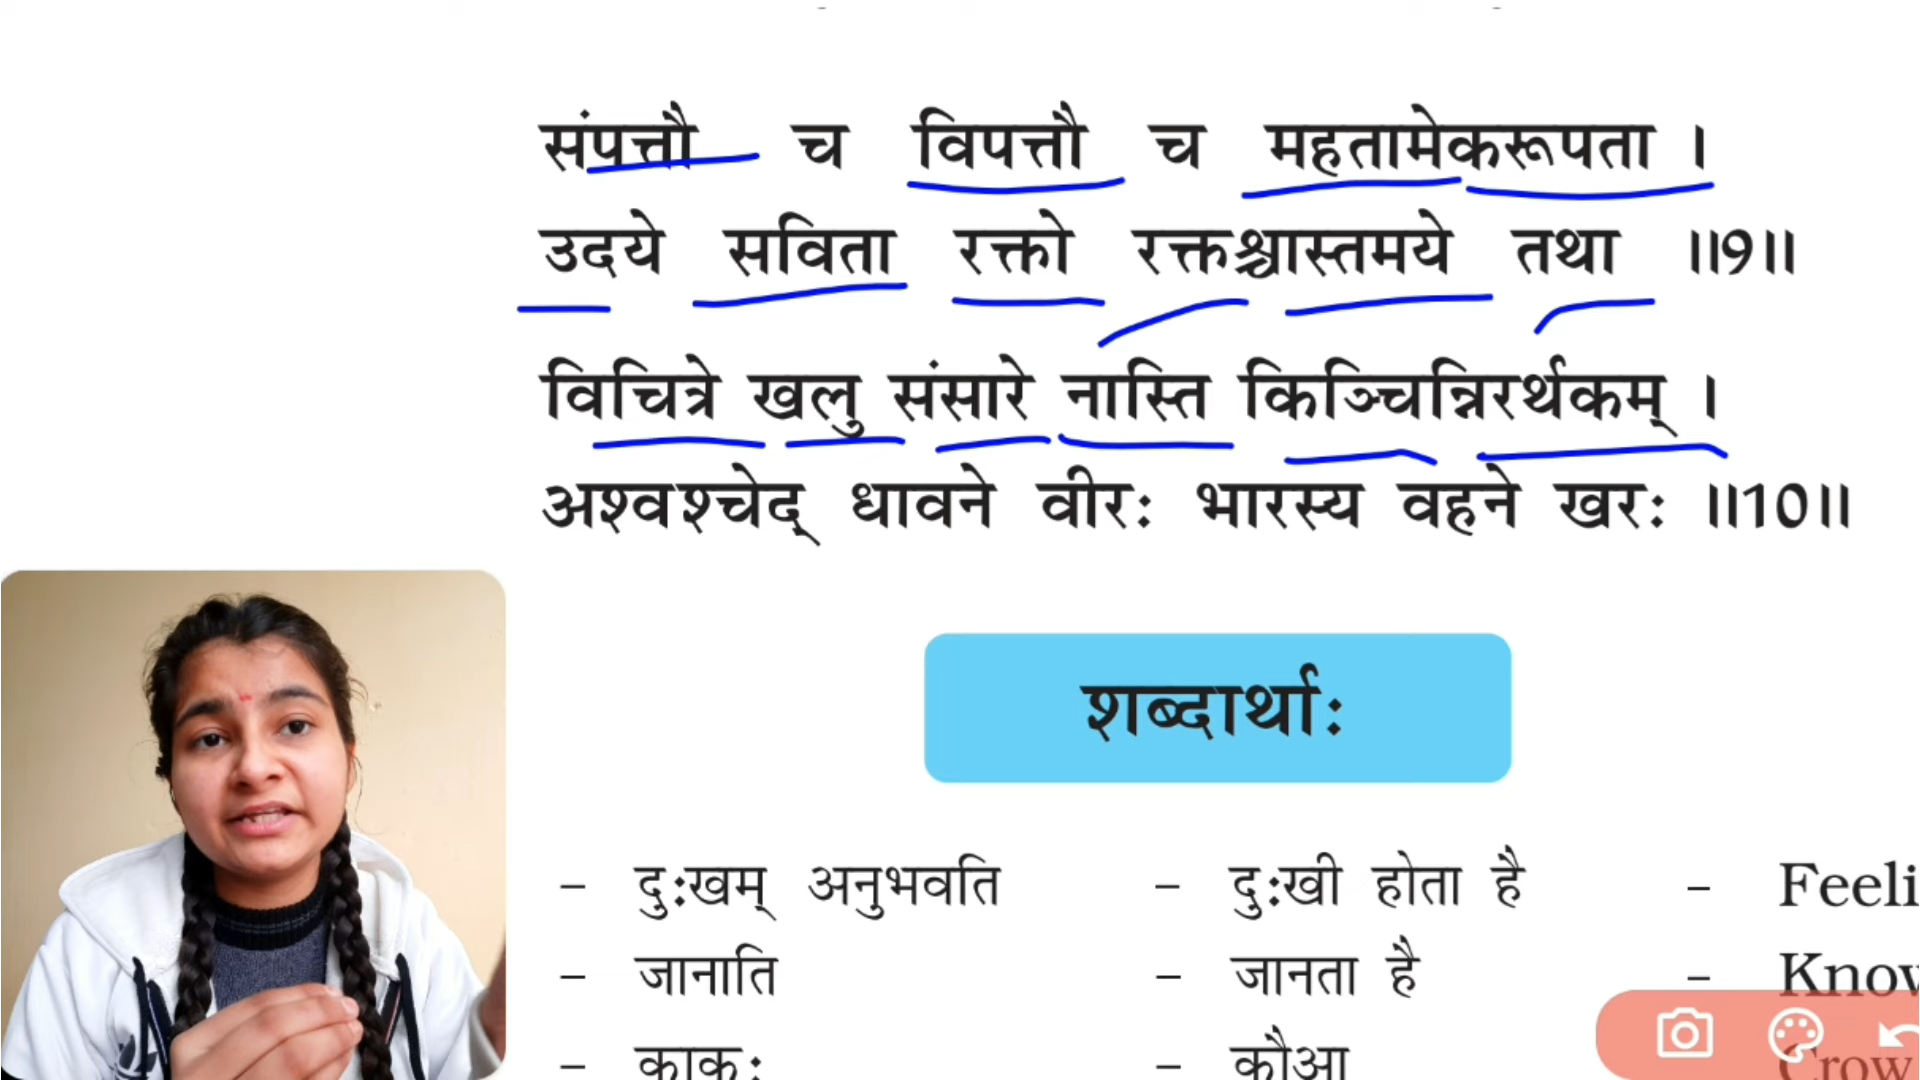 संपत्तौ च विपत्तौ च महतामेकरूपता ।
उदये सविता रक्तो रक्तश्चास्तमये तथा ॥9॥
विचित्रे खलु संसारे नास्ति किञ्चिन्निरर्थकम् ।
अश्वश्चेद् धावने वीरः भारस्य वहने खरः ॥10॥
शब्दार्थाः
– दुःखम् अनुभवति – दुःखी होता है – Feeli
– जानाति – जानता है – Know
– काकः – कौआ Crow